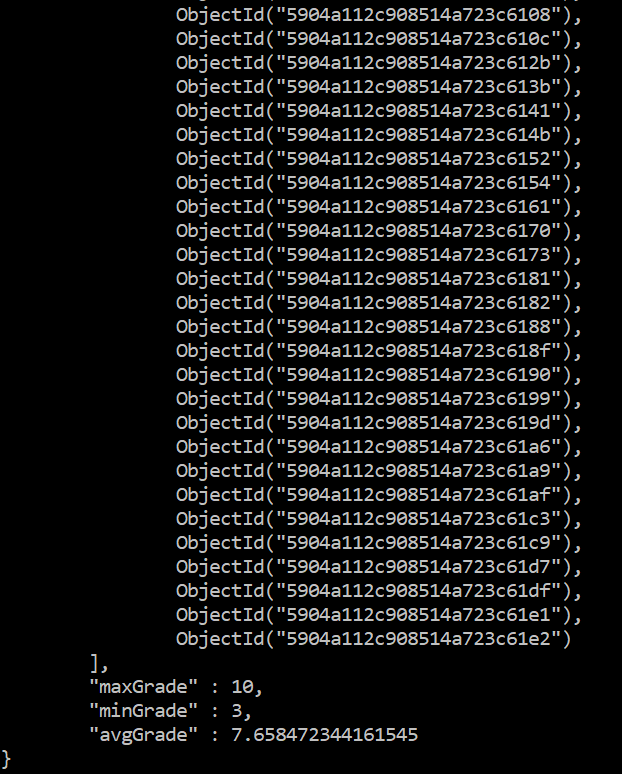 ObjectId("5904a112c908514a723c6108"),
ObjectId("5904a112c908514a723c610c"),
ObjectId("5904a112c908514a723c612b"),
ObjectId("5904a112c908514a723c613b"),
ObjectId("5904a112c908514a723c6141"),
ObjectId("5904a112c908514a723c614b"),
ObjectId("5904a112c908514a723c6152"),
ObjectId("5904a112c908514a723c6154"),
ObjectId("5904a112c908514a723c6161"),
ObjectId("5904a112c908514a723c6170"),
ObjectId("5904a112c908514a723c6173"),
ObjectId("5904a112c908514a723c6181"),
ObjectId("5904a112c908514a723c6182"),
ObjectId("5904a112c908514a723c6188"),
ObjectId("5904a112c908514a723c618f"),
ObjectId("5904a112c908514a723c6190"),
ObjectId("5904a112c908514a723c6199"),
ObjectId("5904a112c908514a723c619d"),
ObjectId("5904a112c908514a723c61a6"),
ObjectId("5904a112c908514a723c61a9"),
ObjectId("5904a112c908514a723c61af"),
ObjectId("5904a112c908514a723c61c3"),
ObjectId("5904a112c908514a723c61c9"),
ObjectId("5904a112c908514a723c61d7"),
ObjectId("5904a112c908514a723c61df"),
ObjectId("5904a112c908514a723c61e1"),
ObjectId("5904a112c908514a723c61e2")
],
"maxGrade" : 10,
"minGrade" : 3,
"avgGrade" : 7.658472344161545
}